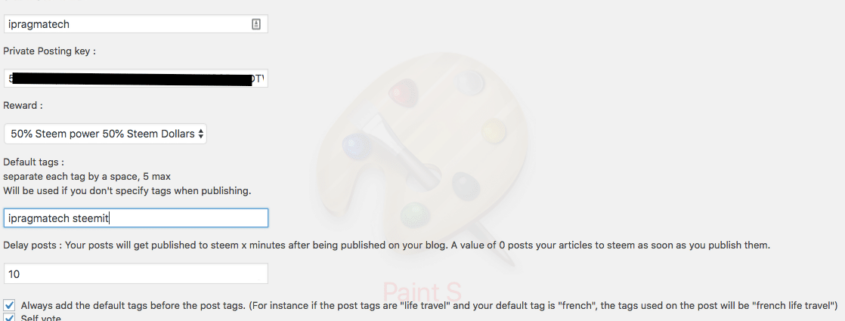 ipragmatech
Private Posting key :
Reward :
50% Steem power 50% Steem Dollars
Default tags :
separate each tag by a space, 5 max
Will be used if you don't specify tags when publishing.
ipragmatech steemit
Delay posts : Your posts will get published to steem x minutes after being published on your blog. A value of 0 posts your articles to steem as soon as you publish them.
10
Paint S
Always add the default tags before the post tags. (For instance if the post tags are "life travel" and your default tag is "french", the tags used on the post will be "french life travel")
Self vote